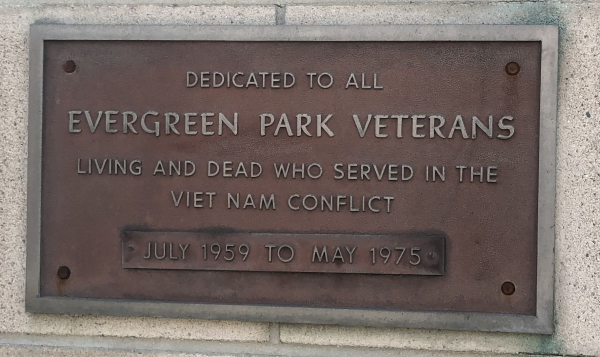 DEDICATED TO ALL
EVERGREEN PARK VETERANS
LIVING AND DEAD WHO SERVED IN THE
VIET NAM CONFLICT
JULY 1959 TO MAY 1975